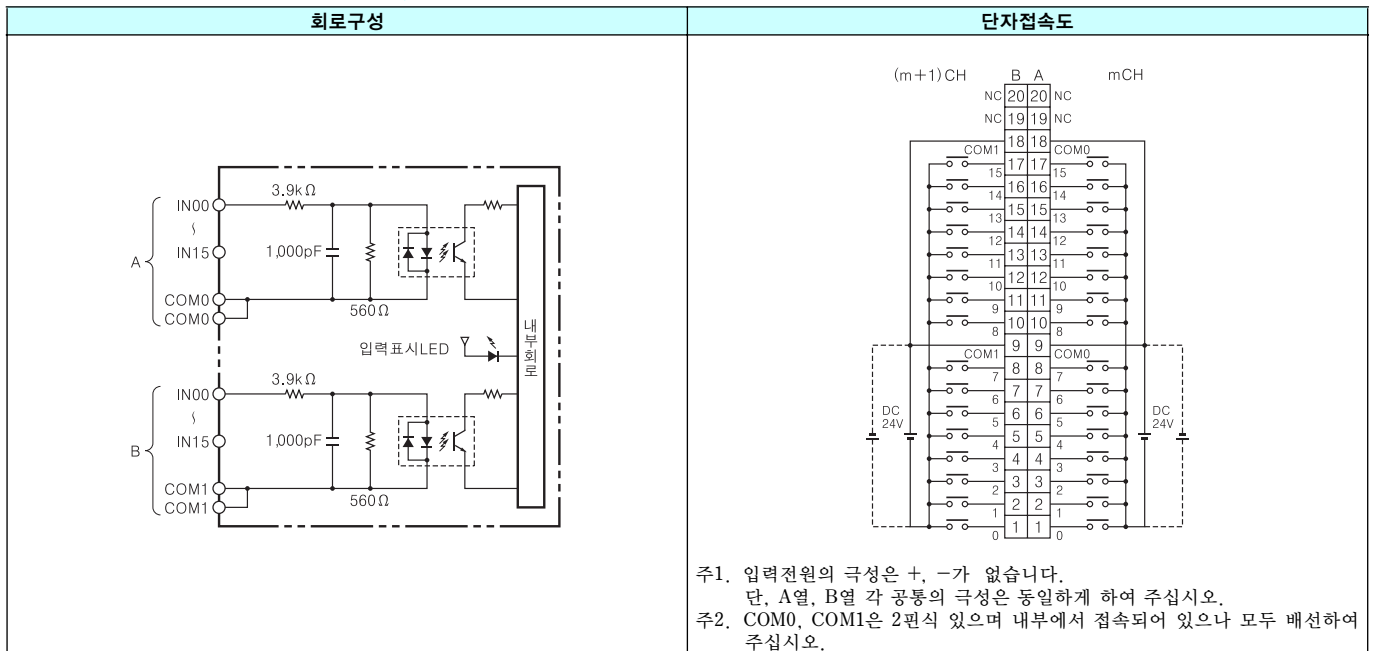 회로구성
3.9kΩ
IN00
~
IN15
A
1,000pF
COM0
COM0
560Ω
입력표시LED
내부회로
3.9kΩ
IN00
~
IN15
B
1,000pF
COM1
COM1
560Ω
단자접속도
(m+1)CH B A mCH
NC 20 20 NC
NC 19 19 NC
18 18
COM1 COM0
17 17
15 15
16 16
14 14
15 15
13 13
14 14
12 12
13 13
11 11
12 12
10 10
11 11
9 9
10 10
8 8
9 9
COM1 COM0
8 8
7 7
7 7
6 6
6 6
DC 24V 5 5 DC 24V
5 5
4 4
4 4
3 3
3 3
2 2
2 2
1 1
1 1
0 0
주1. 입력전원의 극성은 +, -가 없습니다.
단, A열, B열 각 공통의 극성은 동일하게 하여 주십시오.
주2. COM0, COM1은 2핀식 있으며 내부에서 접속되어 있으나 모두 배선하여
주십시오.